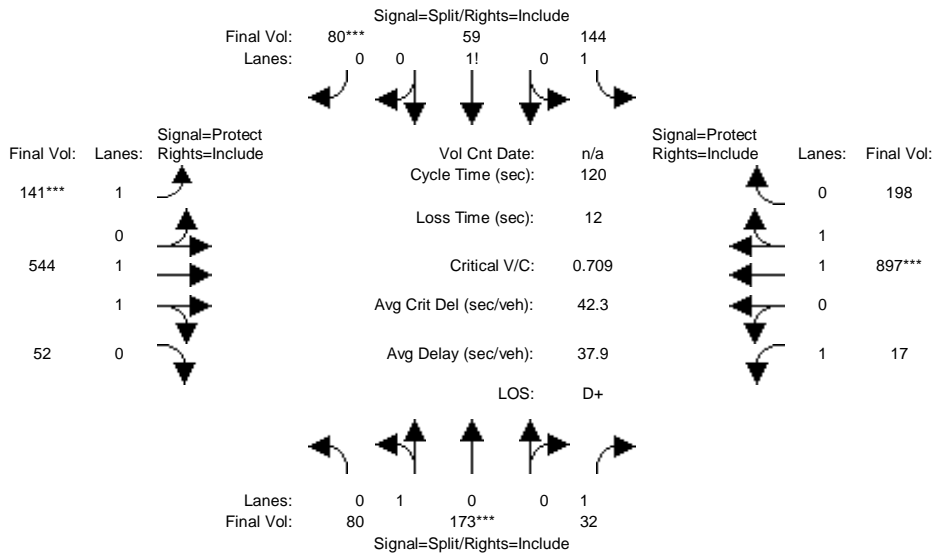 Signal=Split/Rights=Include
Final Vol: 80*** 59 144
Lanes: 0 0 1! 0 1
Signal=Protect
Final Vol: Lanes: Rights=Include
Vol Cnt Date: n/a
Signal=Protect
Rights=Include Lanes: Final Vol:
Cycle Time (sec): 120
141*** 1
0 198
Loss Time (sec): 12
0
1
544 1
Critical V/C: 0.709
1 897***
1
Avg Crit Del (sec/veh): 42.3
0
52 0
Avg Delay (sec/veh): 37.9
1 17
LOS: D+
Lanes: 0 1 0 0 1
Final Vol: 80 173*** 32
Signal=Split/Rights=Include